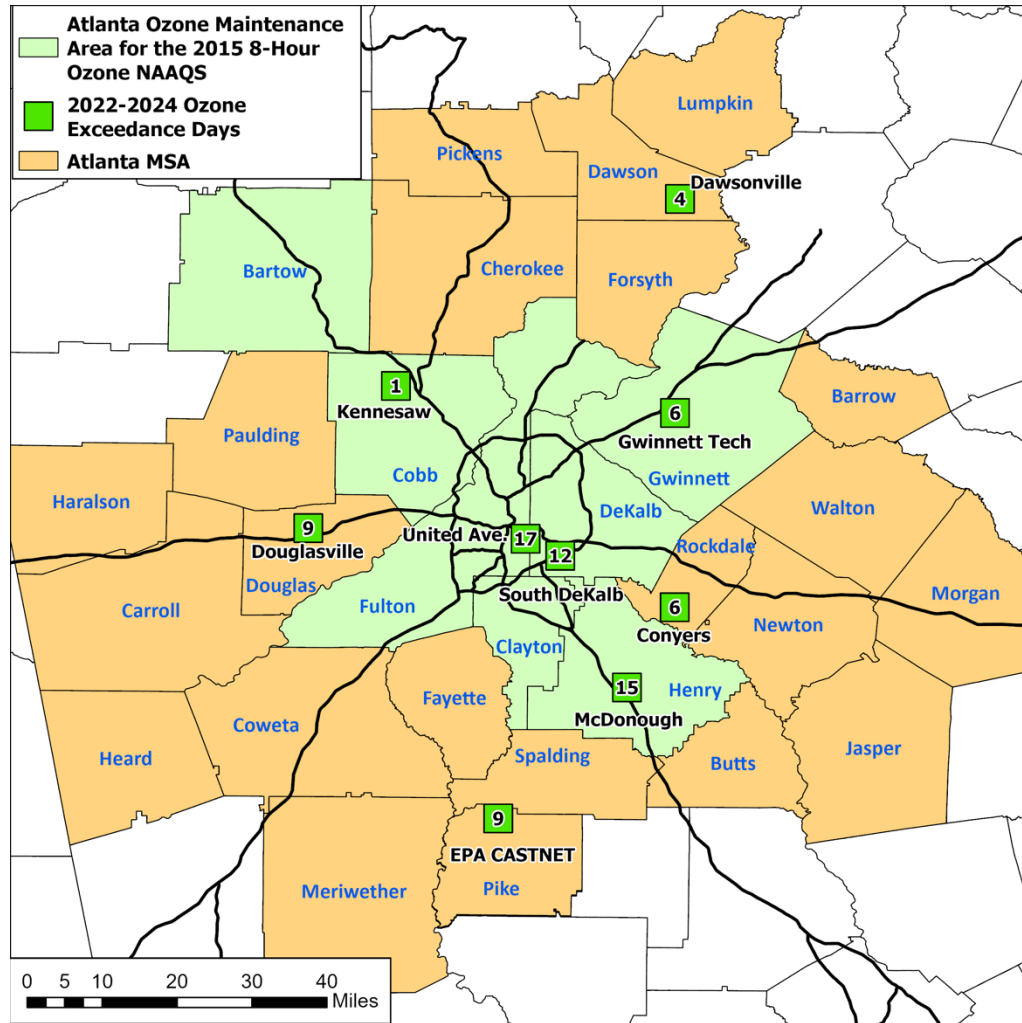 Atlanta Ozone Maintenance
Area for the 2015 8-Hour
Ozone NAAQS
2022-2024 Ozone
Exceedance Days
Atlanta MSA
Lumpkin
Pickens
Dawson
Dawsonville
4
Bartow
Cherokee
Forsyth
1
Kennesaw
6
Gwinnett Tech
Barrow
Paulding
Cobb
Gwinnett
Haralson
DeKalb
Walton
9
Douglasville
United Ave.
17
12
Rockdale
Douglas
South DeKalb
Morgan
Carroll
Fulton
6
Conyers
Newton
Clayton
15
Henry
McDonough
Fayette
Coweta
Spalding
Butts
Jasper
Heard
9
EPA CASTNET
Meriwether
Pike
0 5 10 20 30 40
Miles